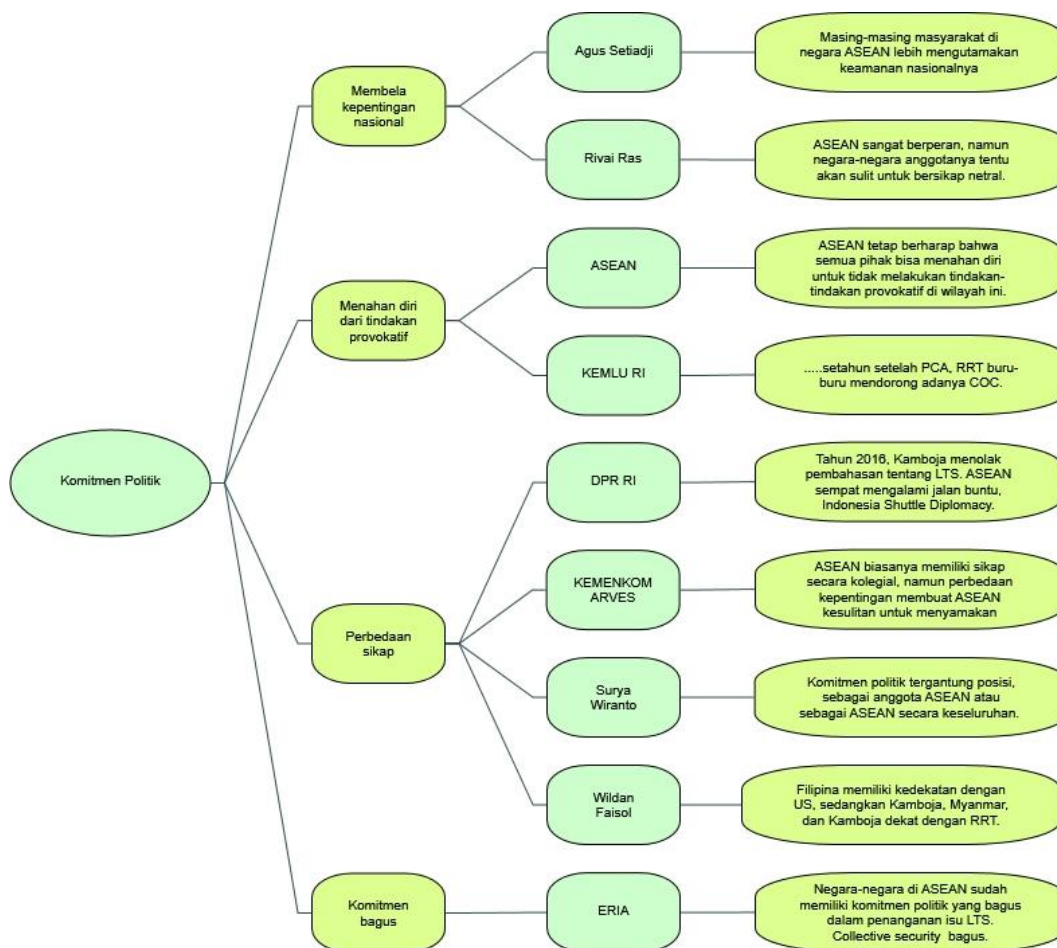 Komitmen Politik
Membela
kepentingan
nasional
Agus Setiadji
Masing-masing masyarakat di
negara ASEAN lebih mengutamakan
keamanan nasionalnya
Rivai Ras
ASEAN sangat berperan, namun
negara-negara anggotanya tentu
akan sulit untuk bersikap netral.
Menahan diri
dari tindakan
provokatif
ASEAN
ASEAN tetap berharap bahwa
semua pihak bisa menahan diri
untuk tidak melakukan tindakan-
tindakan provokatif di wilayah ini.
KEMLU RI
.....setahun setelah PCA, RRT buru-
buru mendorong adanya COC.
Perbedaan
sikap
DPR RI
Tahun 2016, Kamboja menolak
pembahasan tentang LTS. ASEAN
sempat mengalami jalan buntu,
Indonesia Shuttle Diplomacy.
KEMENKOM
ARVES
ASEAN biasanya memiliki sikap
secara kolegial, namun perbedaan
kepentingan membuat ASEAN
kesulitan untuk menyamakan
Surya
Wiranto
Komitmen politik tergantung posisi,
sebagai anggota ASEAN atau
sebagai ASEAN secara keseluruhan.
Wildan
Faisol
Filipina memiliki kedekatan dengan
US, sedangkan Kamboja, Myanmar,
dan Kamboja dekat dengan RRT.
Komitmen
bagus
ERIA
Negara-negara di ASEAN sudah
memiliki komitmen politik yang bagus
dalam penanganan isu LTS.
Collective security bagus.